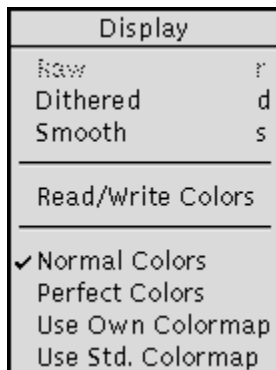 Display
Raw r
Dithered d
Smooth s
Read/Write Colors
Normal Colors
Perfect Colors
Use Own Colormap
Use Std. Colormap